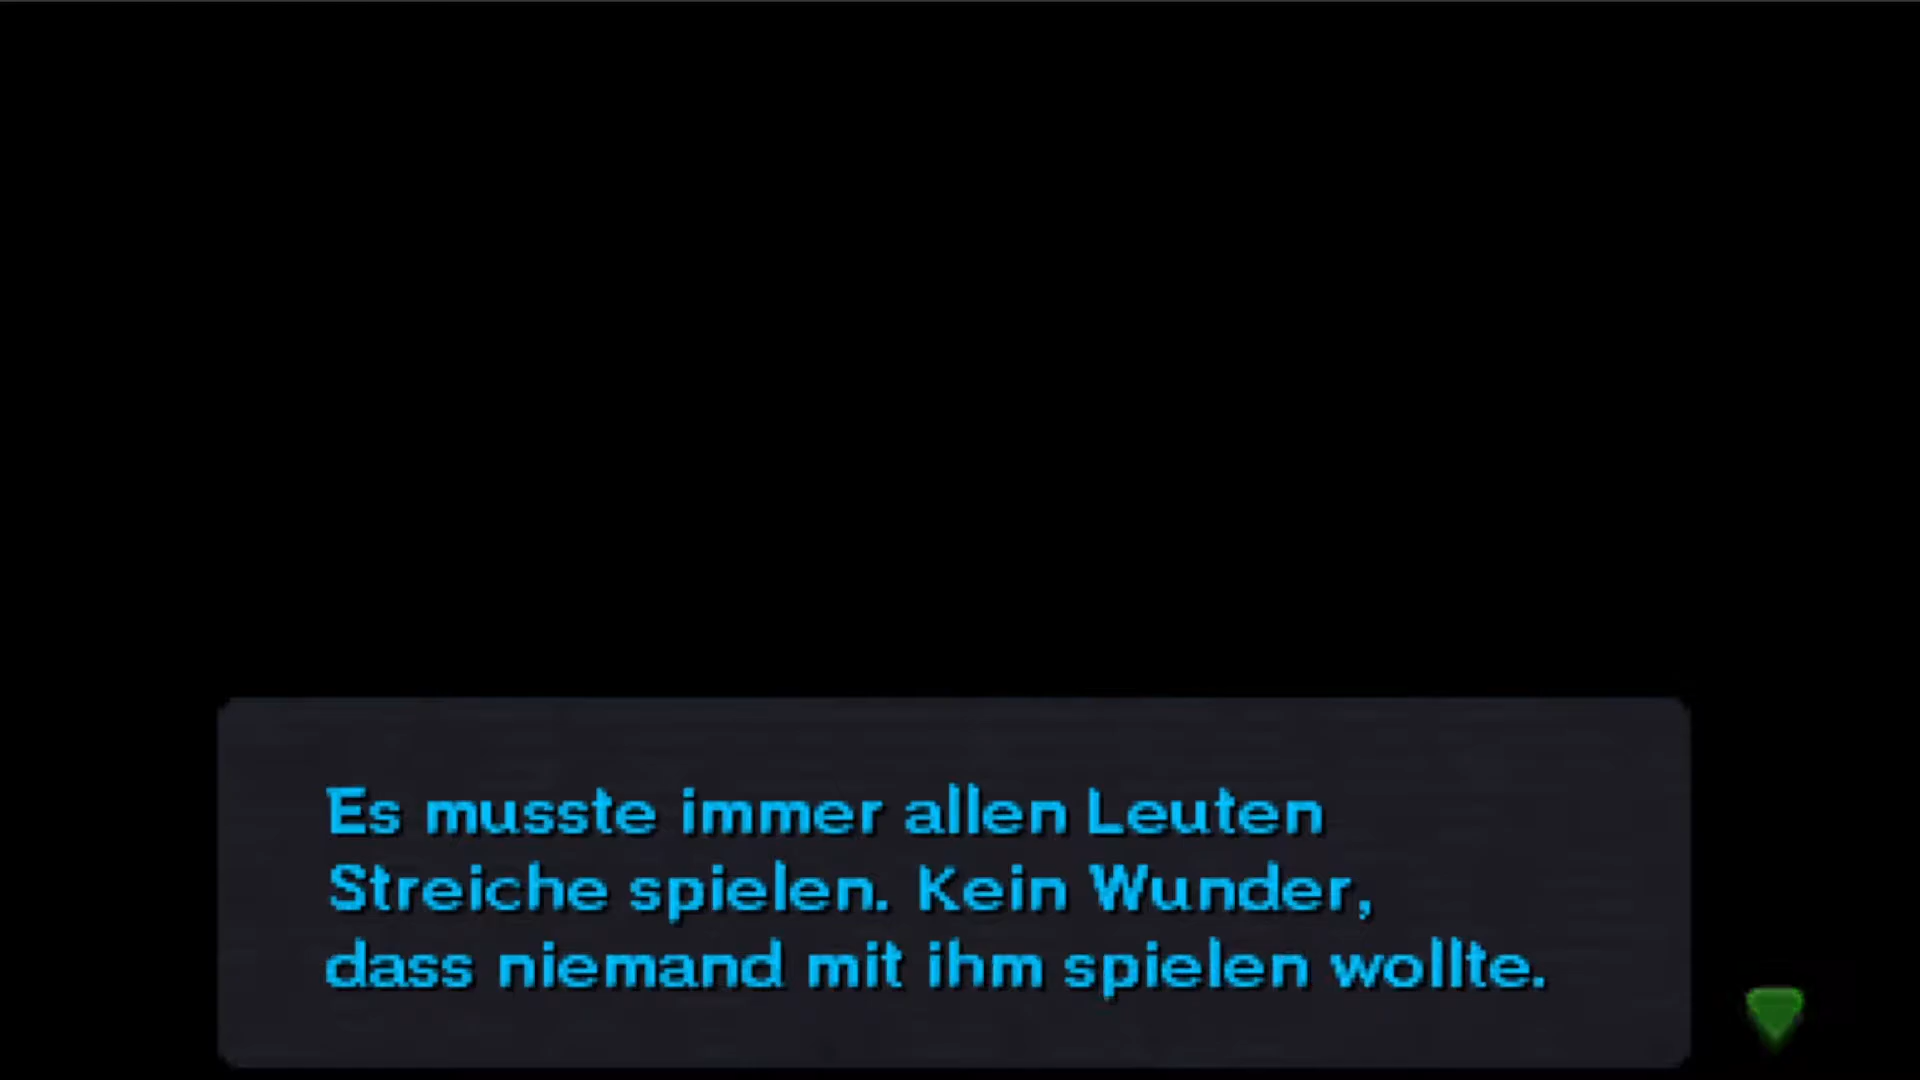 Es musste immer allen Leuten
Streiche spielen. Kein Wunder,
dass niemand mit ihm spielen wollte.